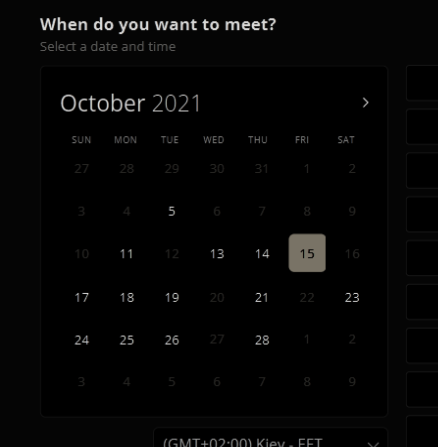 When do you want to meet?
Select a date and time
October 2021
SUN MON TUE WED THU FRI SAT
27 28 29 30 31 1 2
3 4 5 6 7 8 9
10 11 12 13 14 15 16
17 18 19 20 21 22 23
24 25 26 27 28 1 2
3 4 5 6 7 8 9
(GMT+02:00) Kiev - EET